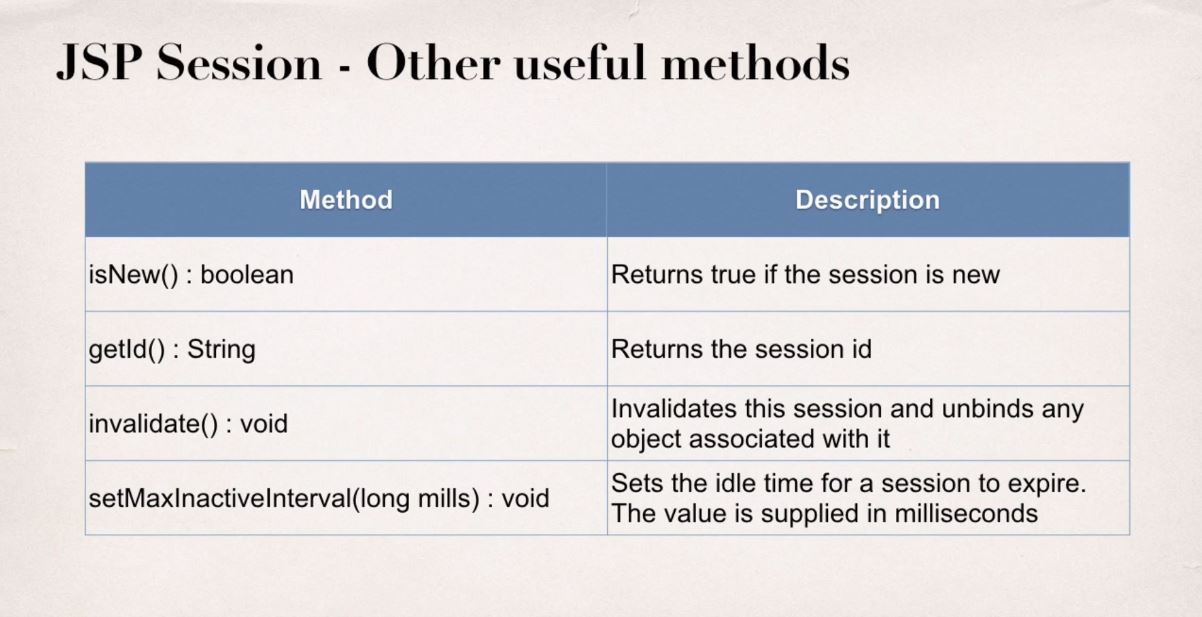 JSP Session - Other useful methods
Method
Description
isNew() : boolean
Returns true if the session is new
getId() : String
Returns the session id
invalidate() : void
Invalidates this session and unbinds any
object associated with it
setMaxInactiveInterval(long mills) : void
Sets the idle time for a session to expire.
The value is supplied in milliseconds